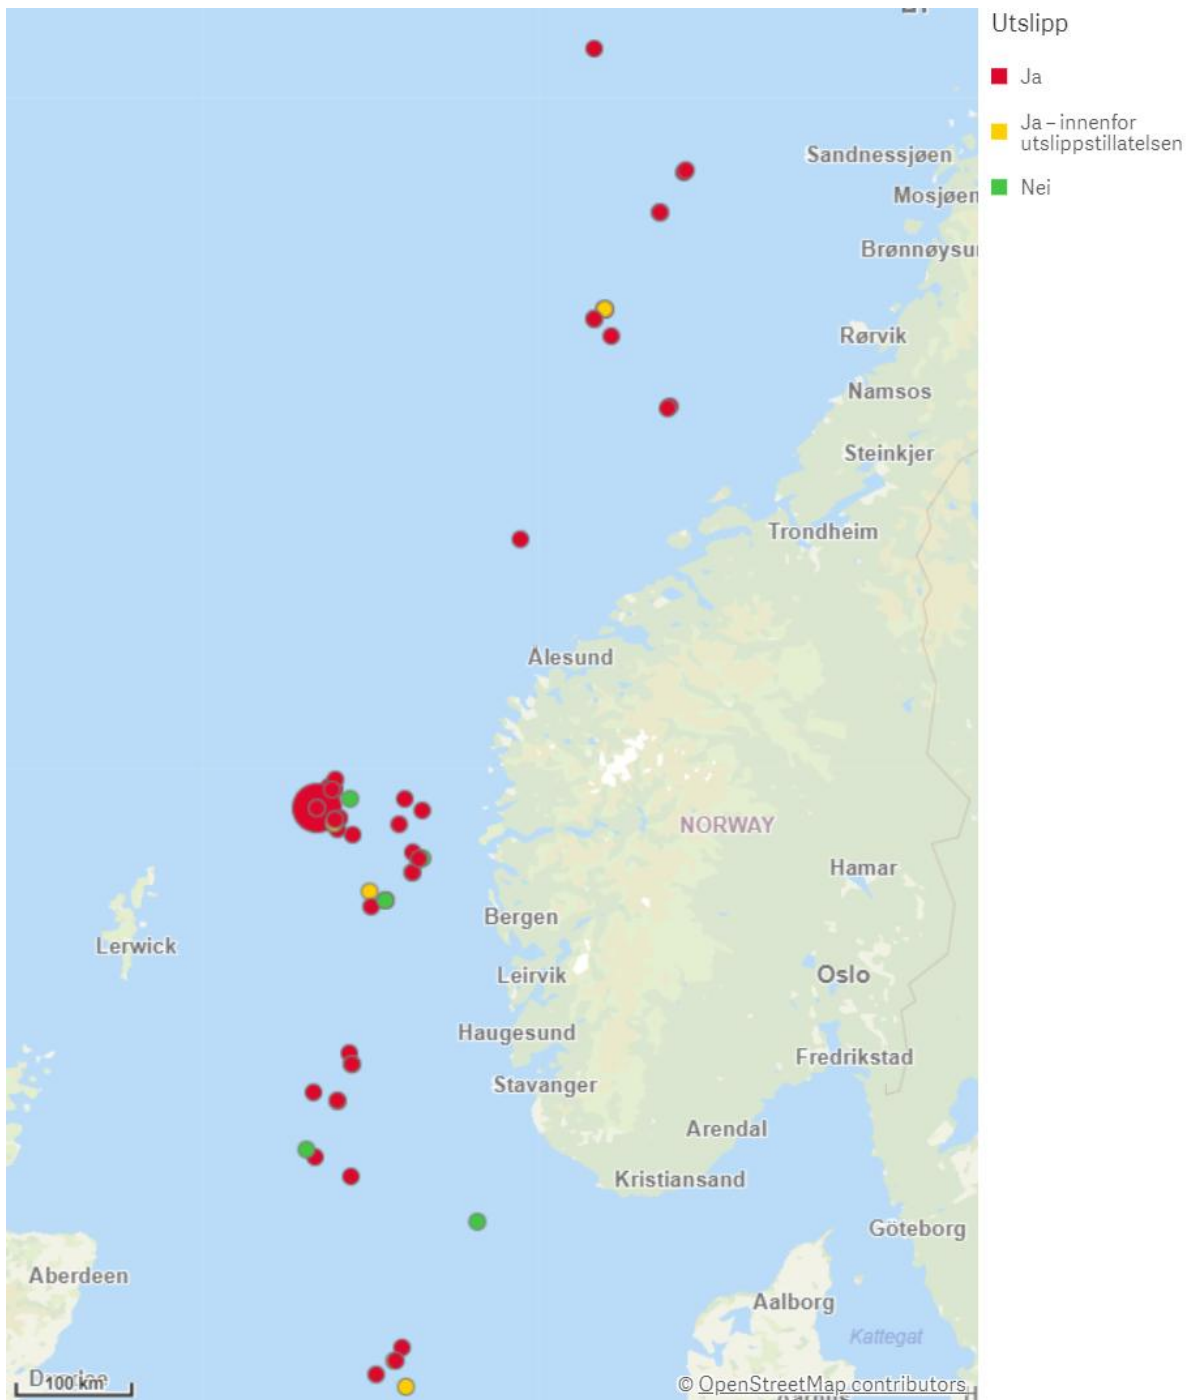 Utslipp
Ja
Ja – innenfor
utslippstillatelsen
Nei
Sandnessjøen
Mosjøen
Brønnøysu
Rørvik
Namsos
Steinkjer
Trondheim
Ålesund
NORWAY
Hamar
Bergen
Lerwick
Leirvik
Oslo
Haugesund
Fredrikstad
Stavanger
Arendal
Kristiansand
Göteborg
Aberdeen
Aalborg
Kattegat
100 km
© OpenStreetMap contributors